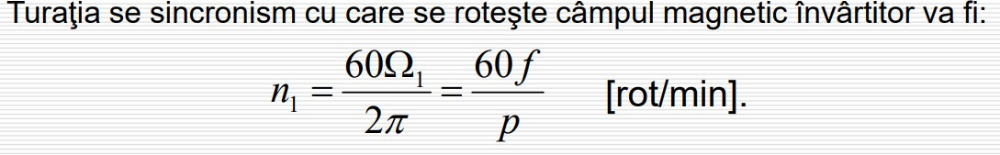 Turaţia se sincronism cu care se roteşte câmpul magnetic învârtitor va fi:
n₁ = 60Ω₁ / 2π = 60f / p [rot/min].